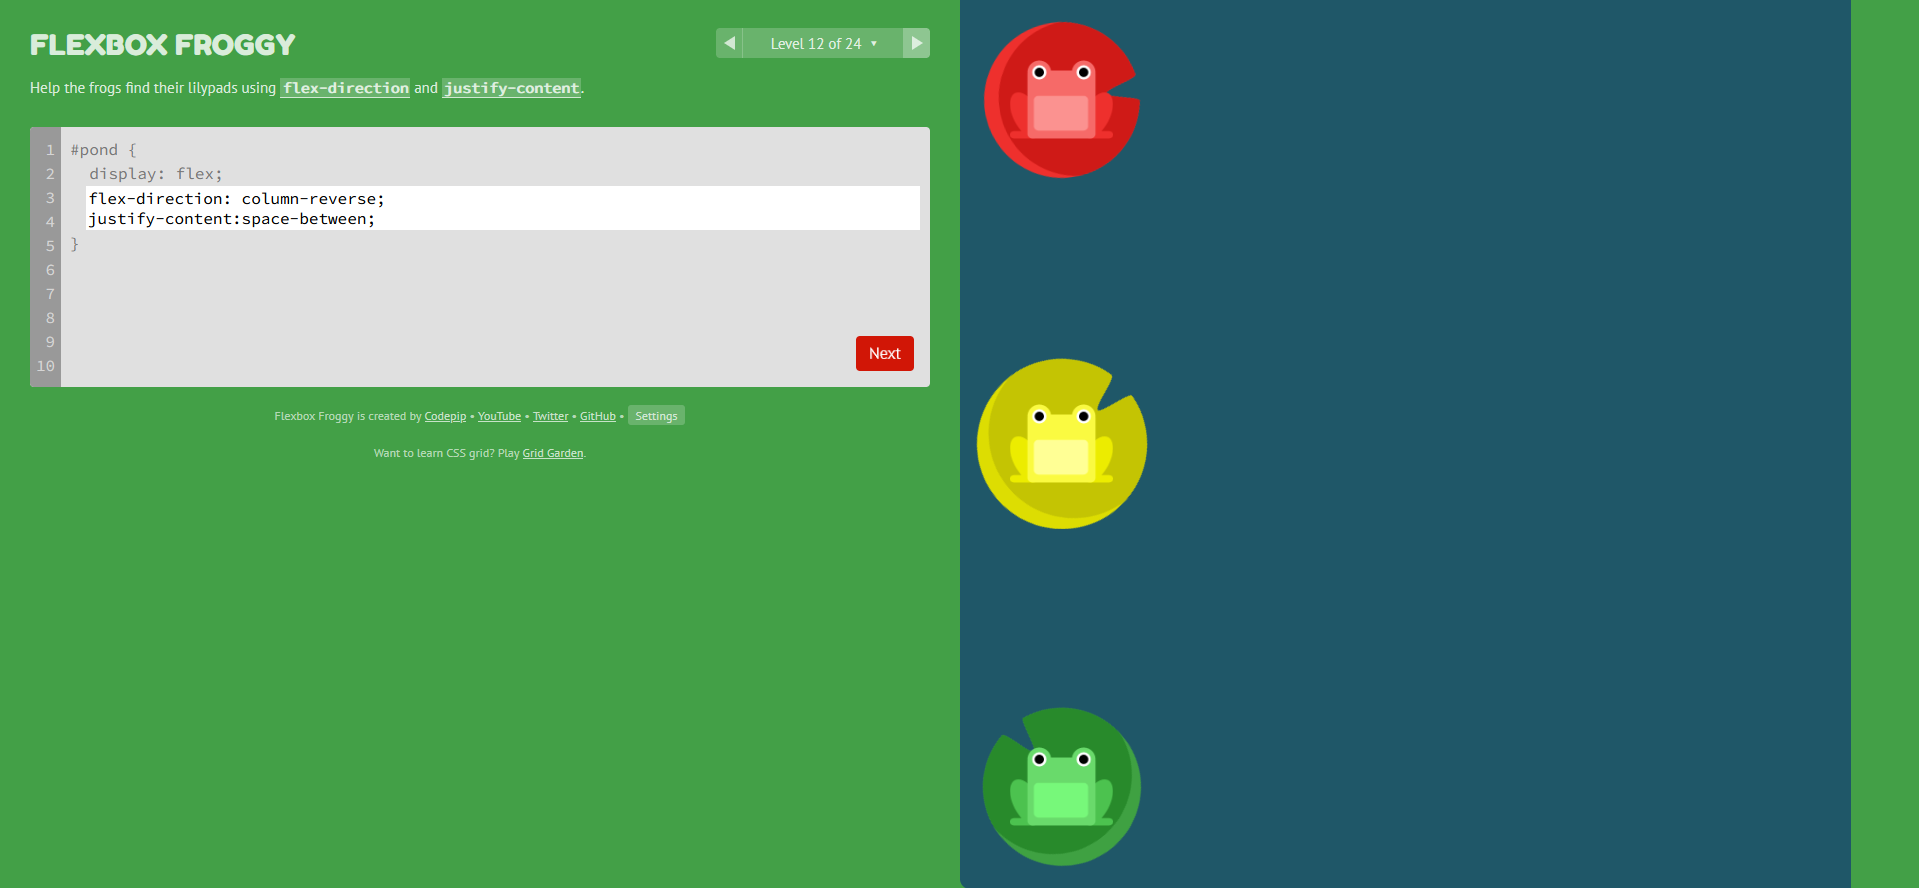 FLEXBOX FROGGY
Level 12 of 24 ▾
Help the frogs find their lilypads using flex-direction and justify-content.
1 #pond {
2 display: flex;
3 flex-direction: column-reverse;
4 justify-content:space-between;
5 }
6
7
8
9
10
Next
Flexbox Froggy is created by Codepip • YouTube • Twitter • GitHub • Settings
Want to learn CSS grid? Play Grid Garden.